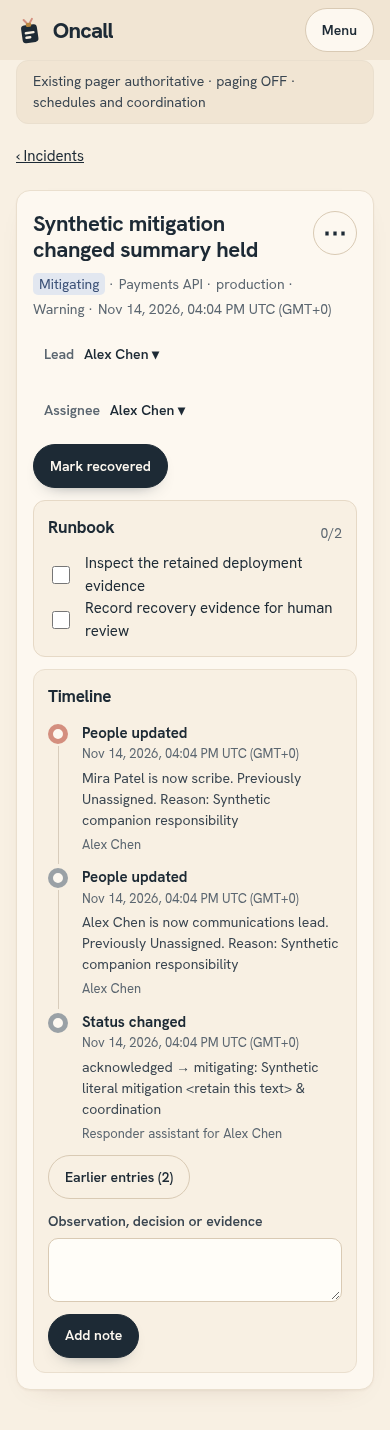 Oncall
Menu
Existing pager authoritative · paging OFF ·
schedules and coordination
‹ Incidents
Synthetic mitigation
changed summary held
...
Mitigating · Payments API · production ·
Warning · Nov 14, 2026, 04:04 PM UTC (GMT+0)
Lead Alex Chen ▾
Assignee Alex Chen ▾
Mark recovered
Runbook
0/2
Inspect the retained deployment
evidence
Record recovery evidence for human
review
Timeline
People updated
Nov 14, 2026, 04:04 PM UTC (GMT+0)
Mira Patel is now scribe. Previously
Unassigned. Reason: Synthetic
companion responsibility
Alex Chen
People updated
Nov 14, 2026, 04:04 PM UTC (GMT+0)
Alex Chen is now communications lead.
Previously Unassigned. Reason: Synthetic
companion responsibility
Alex Chen
Status changed
Nov 14, 2026, 04:04 PM UTC (GMT+0)
acknowledged → mitigating: Synthetic
literal mitigation <retain this text> &
coordination
Responder assistant for Alex Chen
Earlier entries (2)
Observation, decision or evidence
Add note